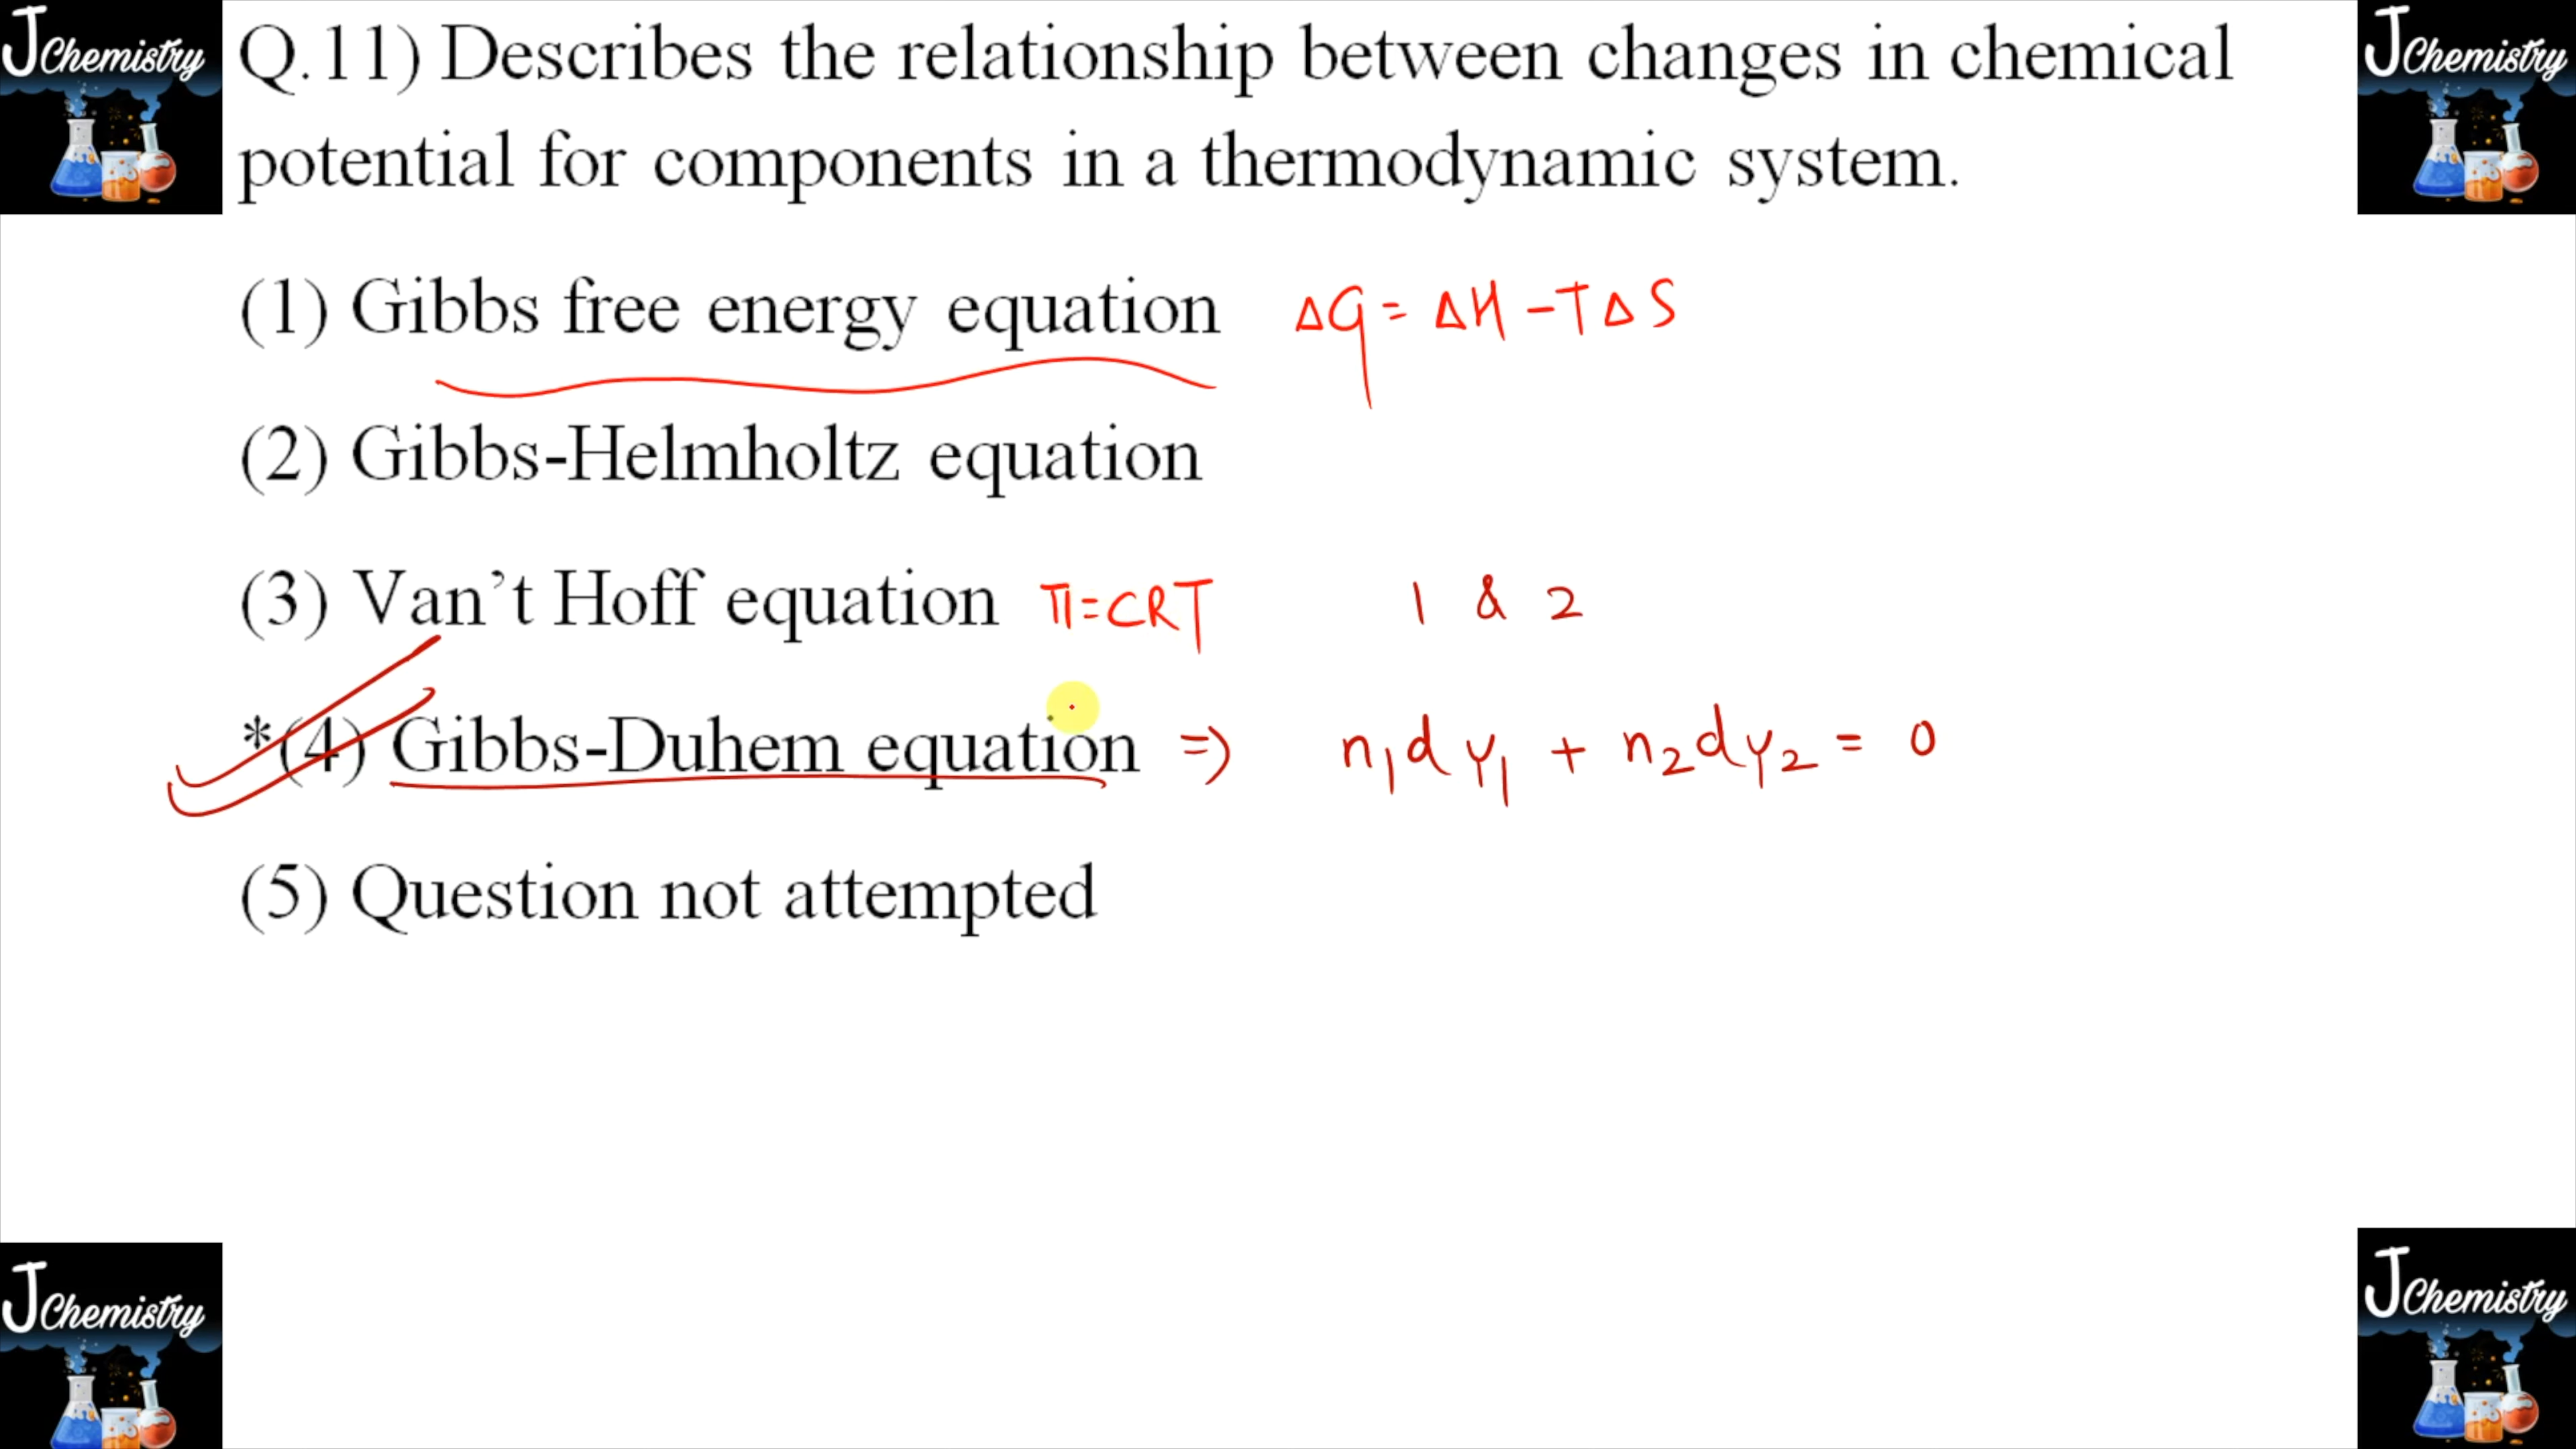 JChemistry
JChemistry
Q.11) Describes the relationship between changes in chemical
potential for components in a thermodynamic system.
(1) Gibbs free energy equation ΔG = ΔH - TΔS
(2) Gibbs-Helmholtz equation
(3) Van't Hoff equation π=CRT 1 & 2
*(4) Gibbs-Duhem equation => n₁dμ₁ + n₂dμ₂ = 0
(5) Question not attempted
JChemistry
JChemistry